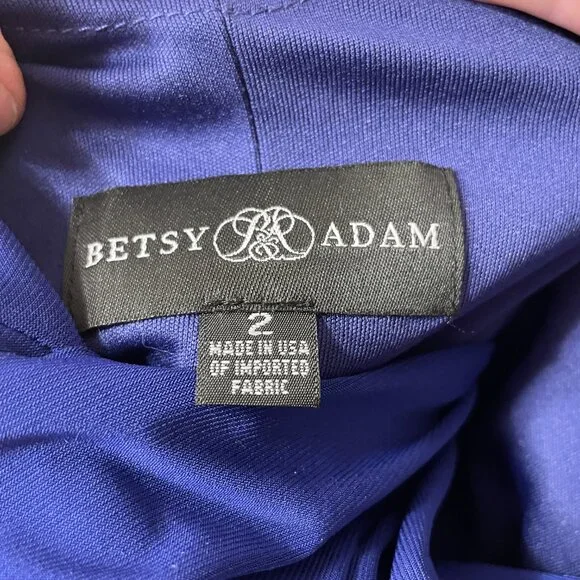 BETSY ADAM
2
MADE IN USA
OF IMPORTED
FABRIC